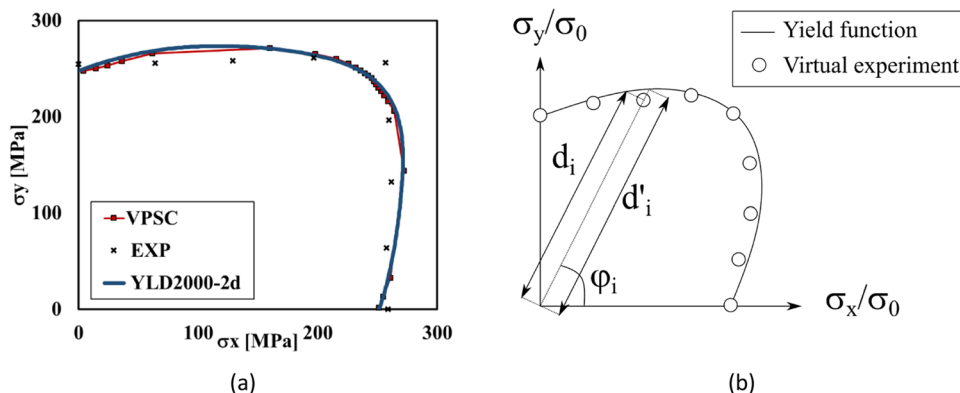 300
200
100
0
σy [MPa]
VPSC
EXP
YLD2000-2d
0
100
200
300
σx [MPa]
(a)
σy/σ0
Yield function
Virtual experiment
di
d'i
φi
σx/σ0
(b)